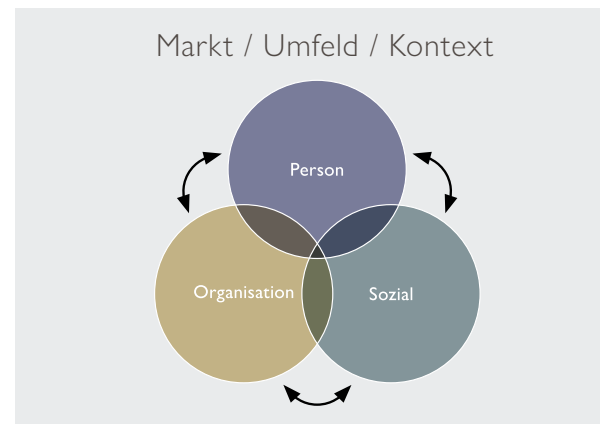 Markt / Umfeld / Kontext
Person
Organisation
Sozial